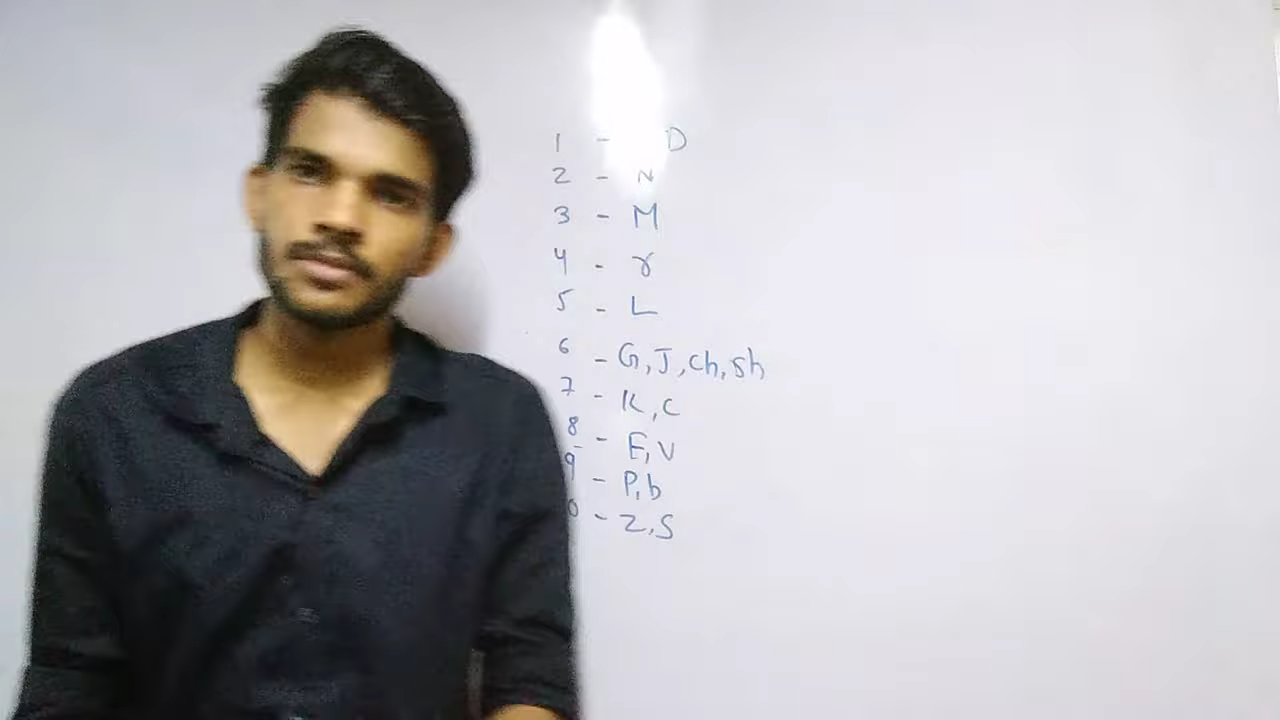 1 - D
2 - N
3 - M
4 - r
5 - L
6 - G, J, ch, sh
7 - K, C
8 - F, V
9 - P, b
0 - Z, S